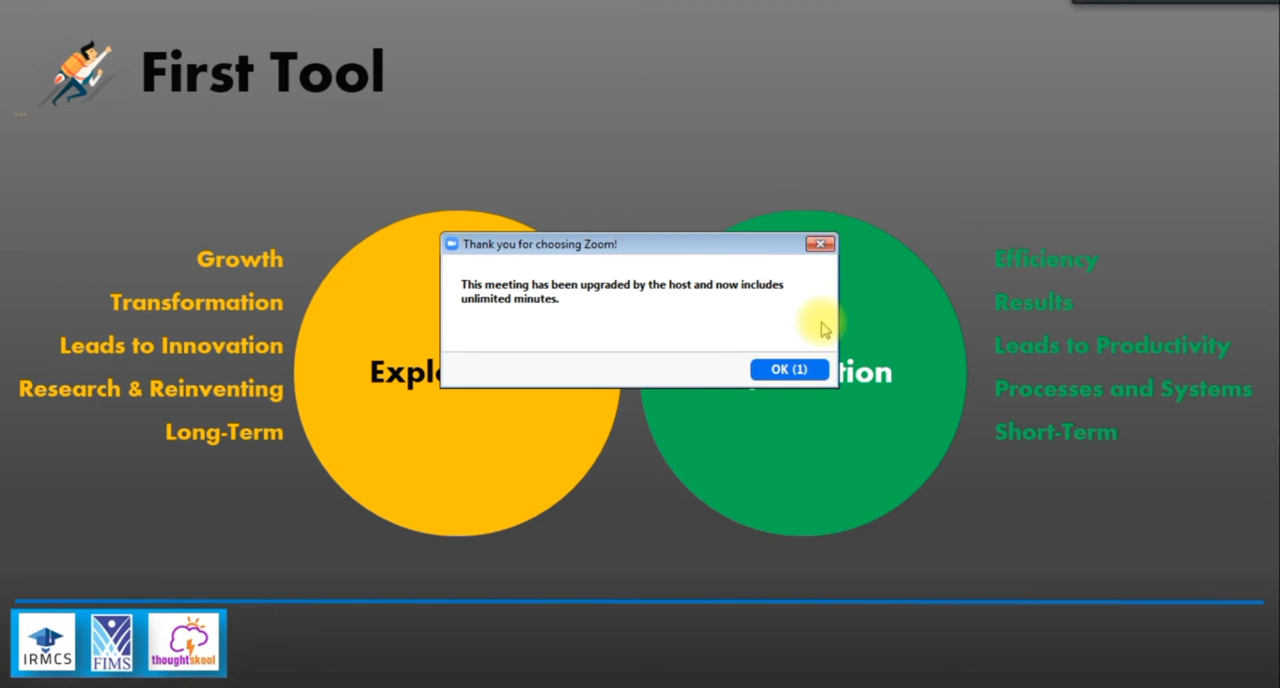 First Tool
Thank you for choosing Zoom!
This meeting has been upgraded by the host and now includes
unlimited minutes.
OK (1)
Growth
Transformation
Leads to Innovation
Research & Reinventing
Long-Term
Efficiency
Results
Leads to Productivity
Processes and Systems
Short-Term
IRMCS
FIMS
thoughtskool